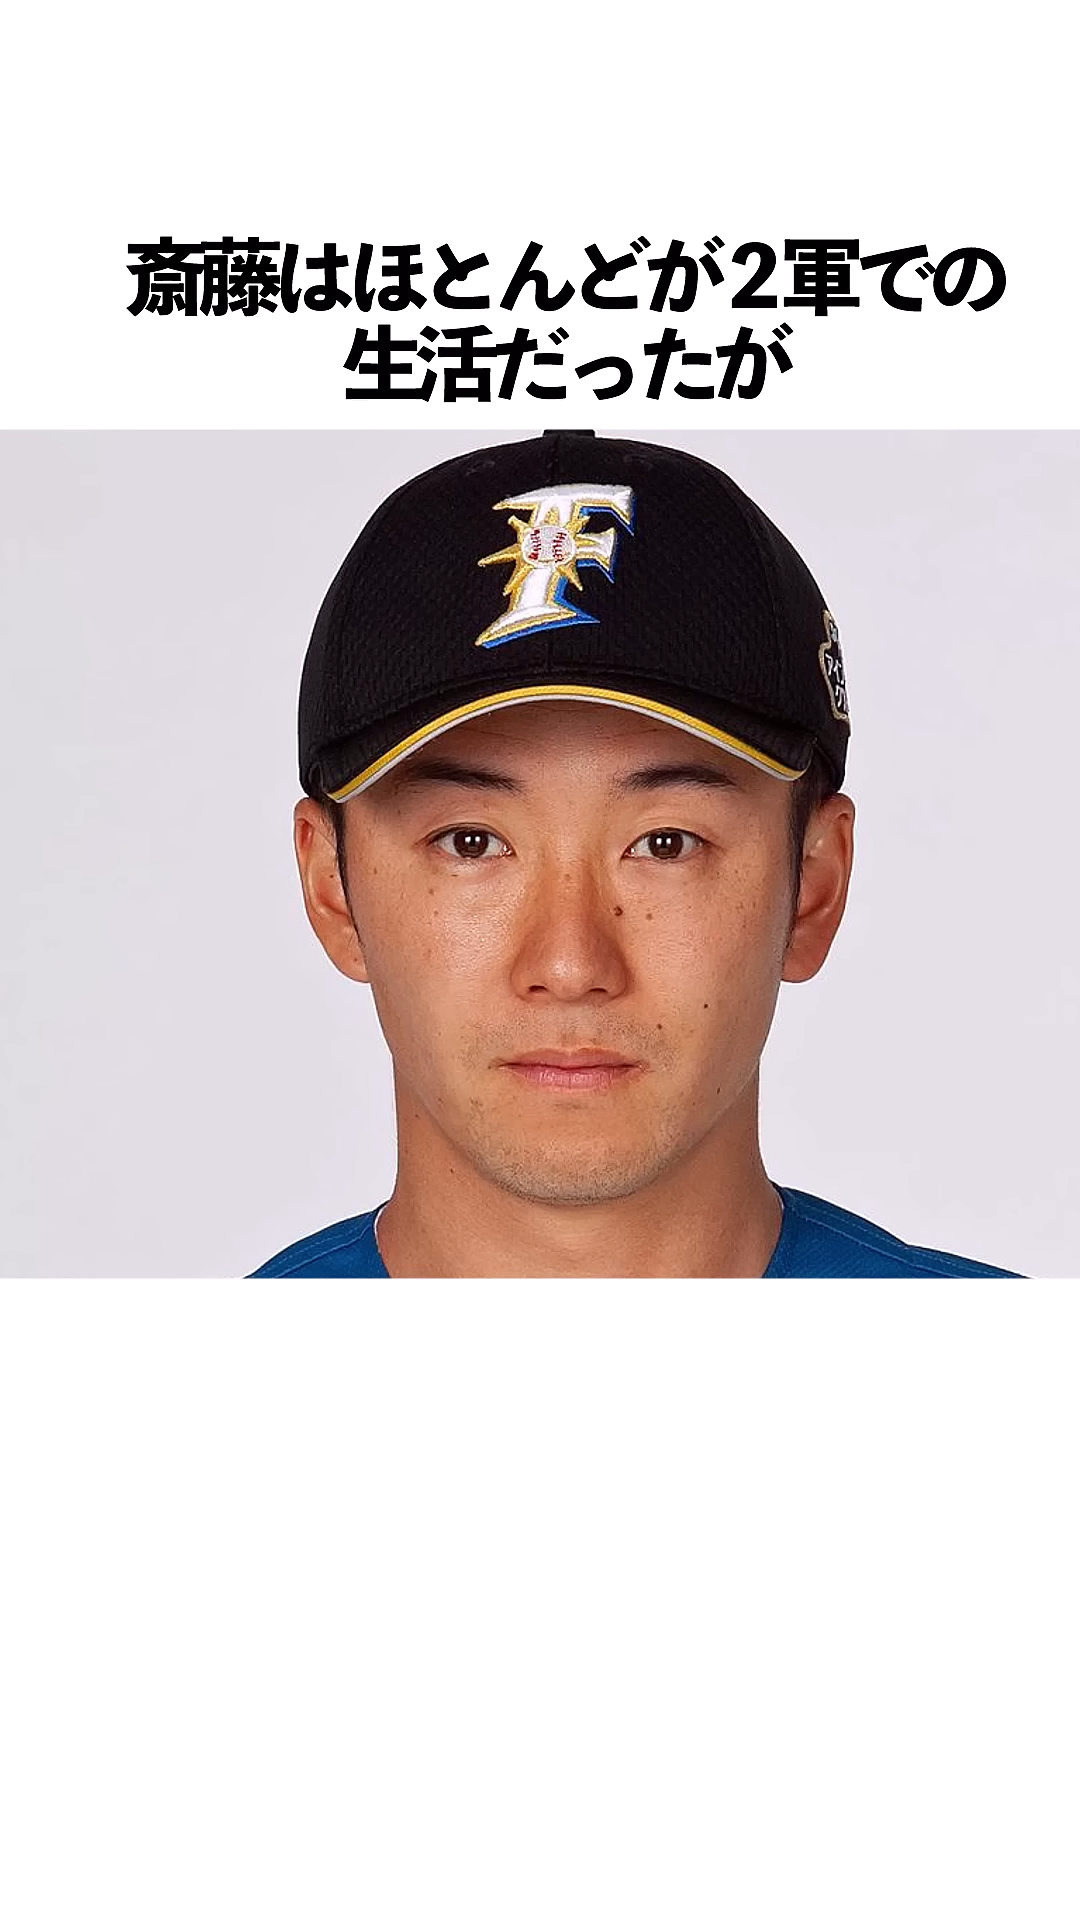 斎藤はほとんどが2軍での
生活だったが
F